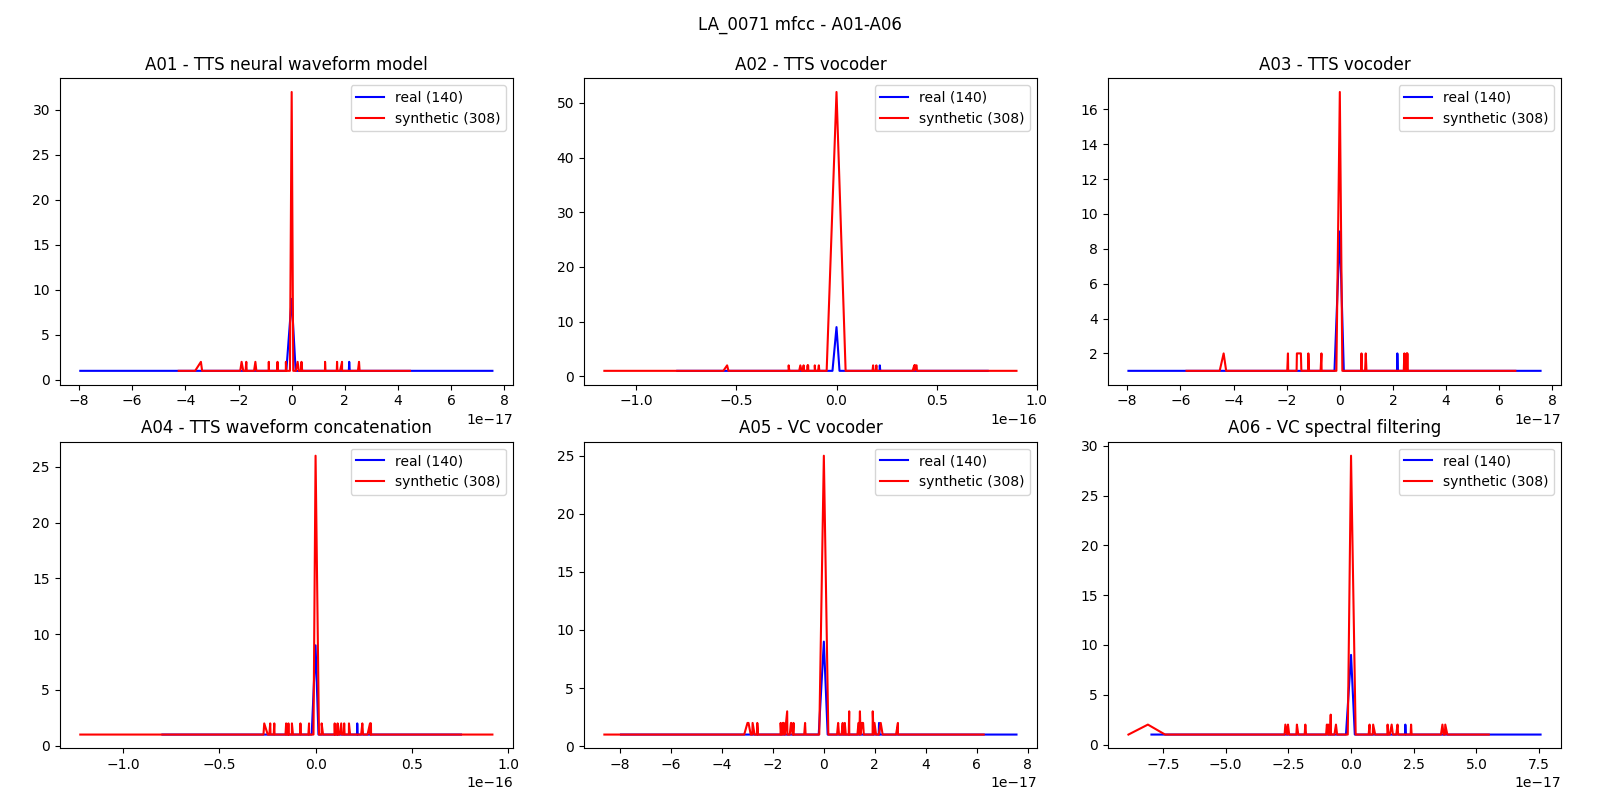 LA_0071 mfcc - A01-A06
A01 - TTS neural waveform model
30
25
20
15
10
5
0
real (140)
synthetic (308)
−8 −6 −4 −2 0 2 4 6 8
1e−17
A02 - TTS vocoder
50
40
30
20
10
0
real (140)
synthetic (308)
−1.0 −0.5 0.0 0.5 1.0
1e−16
A03 - TTS vocoder
16
14
12
10
8
6
4
2
real (140)
synthetic (308)
−8 −6 −4 −2 0 2 4 6 8
1e−17
A04 - TTS waveform concatenation
25
20
15
10
5
0
real (140)
synthetic (308)
−1.0 −0.5 0.0 0.5 1.0
1e−16
A05 - VC vocoder
25
20
15
10
5
0
real (140)
synthetic (308)
−8 −6 −4 −2 0 2 4 6 8
1e−17
A06 - VC spectral filtering
30
25
20
15
10
5
0
real (140)
synthetic (308)
−7.5 −5.0 −2.5 0.0 2.5 5.0 7.5
1e−17